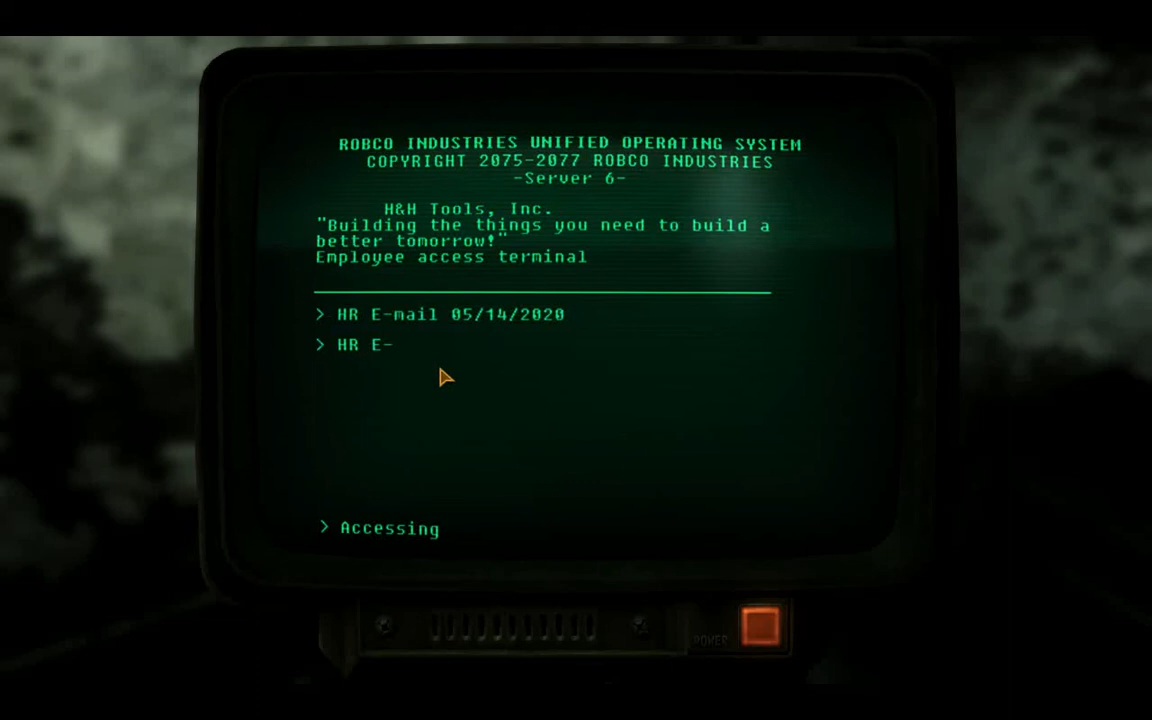 ROBCO INDUSTRIES UNIFIED OPERATING SYSTEM
COPYRIGHT 2075-2077 ROBCO INDUSTRIES
-Server 6-
H&H Tools, Inc.
"Building the things you need to build a
better tomorrow!"
Employee access terminal
> HR E-mail 05/14/2020
> HR E-
> Accessing
POWER